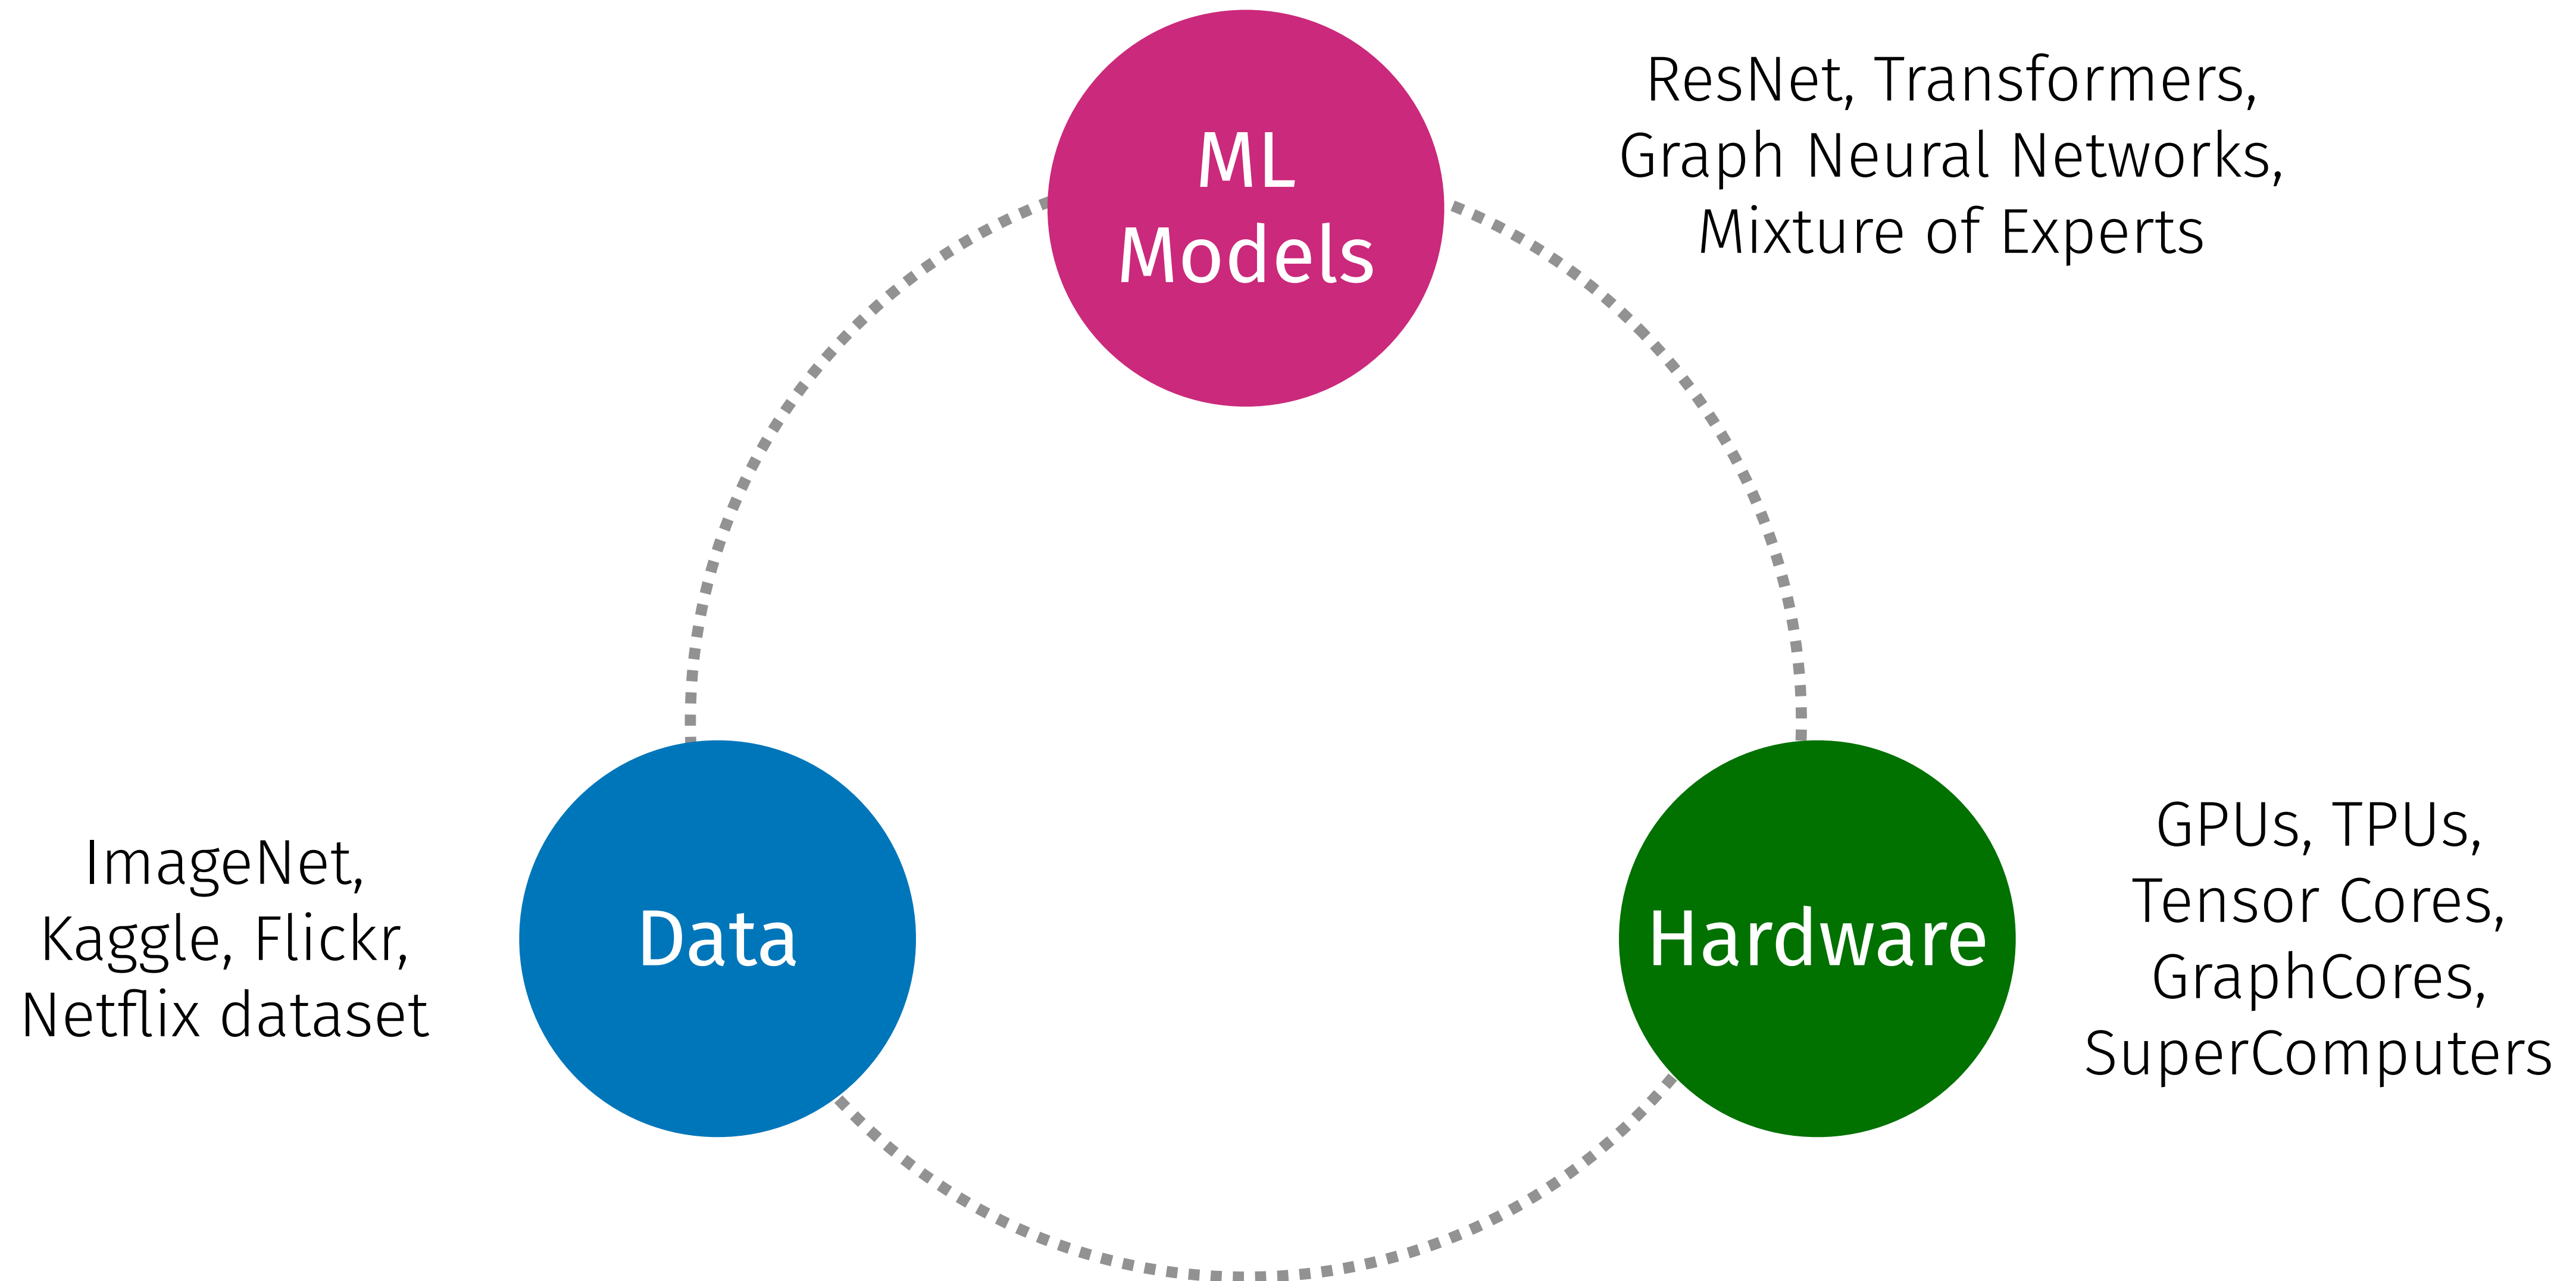 ML
Models
ResNet, Transformers,
Graph Neural Networks,
Mixture of Experts
Data
ImageNet,
Kaggle, Flickr,
Netflix dataset
Hardware
GPUs, TPUs,
Tensor Cores,
GraphCores,
SuperComputers